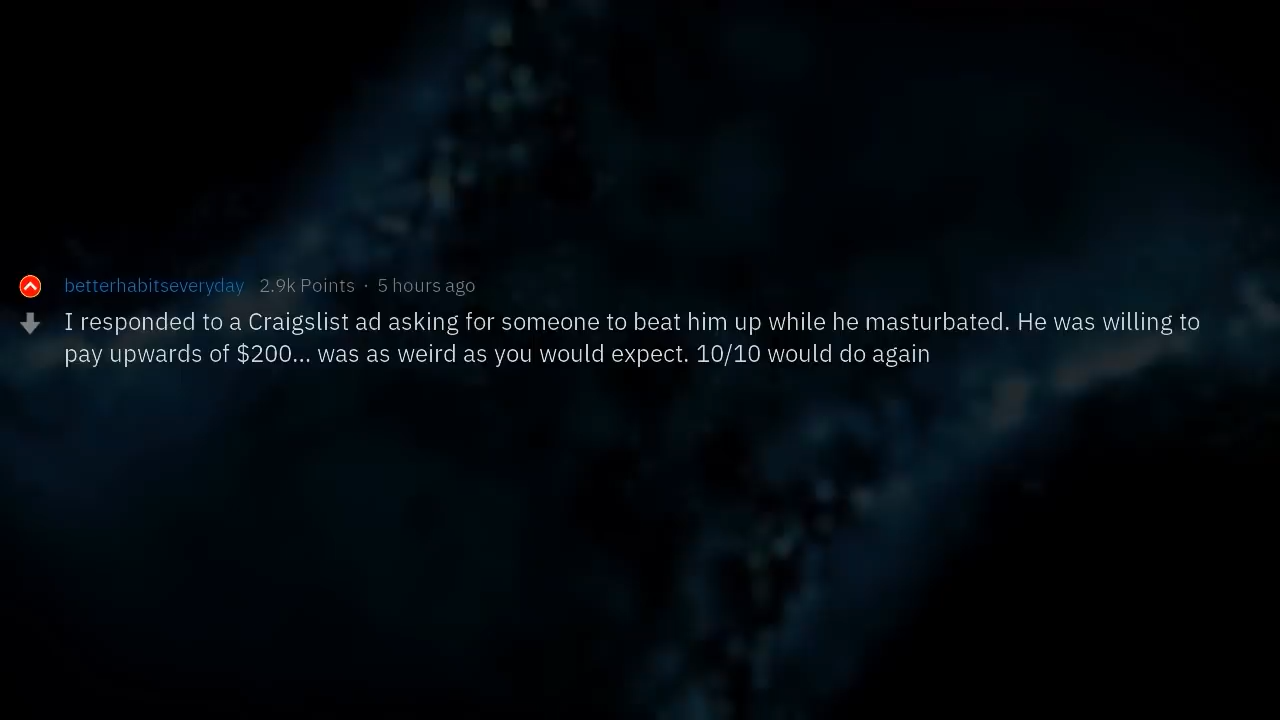 betterhabitseveryday 2.9k Points · 5 hours ago
I responded to a Craigslist ad asking for someone to beat him up while he masturbated. He was willing to
pay upwards of $200... was as weird as you would expect. 10/10 would do again